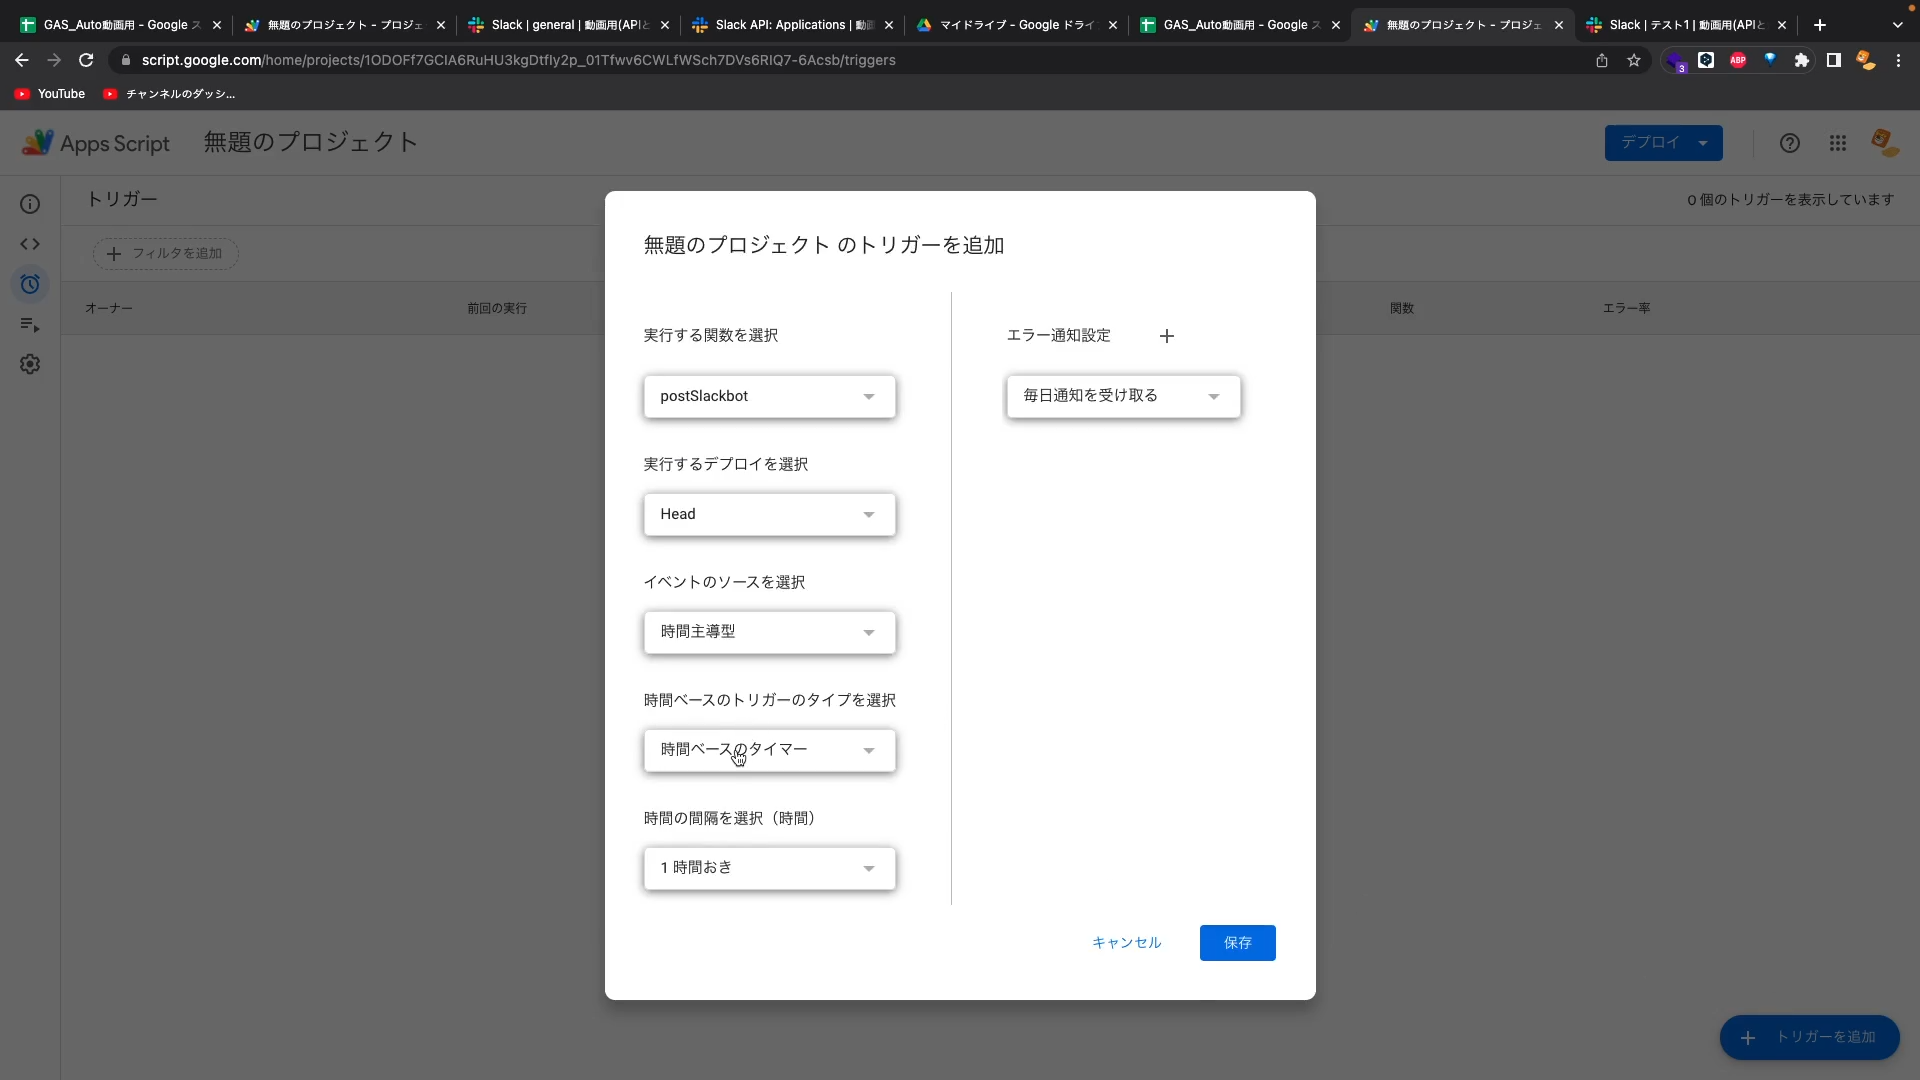 GAS_Auto動画用 - Google ス
無題のプロジェクト - プロジェ
Slack | general | 動画用(APIと
Slack API: Applications | 動画
マイドライブ - Google ドライブ
GAS_Auto動画用 - Google ス
無題のプロジェクト - プロジェ
Slack | テスト1 | 動画用(APIと
script.google.com/home/projects/1ODOFf7GCIA6RuHU3kgDtfIy2p_01Tfwv6CWLfWSch7DVs6RIQ7-6Acsb/triggers
3
ABP
YouTube
チャンネルのダッシ...
Apps Script
無題のプロジェクト
デプロイ
トリガー
0 個のトリガーを表示しています
フィルタを追加
オーナー
前回の実行
関数
エラー率
無題のプロジェクト のトリガーを追加
実行する関数を選択
postSlackbot
実行するデプロイを選択
Head
イベントのソースを選択
時間主導型
時間ベースのトリガーのタイプを選択
時間ベースのタイマー
時間の間隔を選択（時間）
1 時間おき
エラー通知設定
毎日通知を受け取る
キャンセル
保存
トリガーを追加